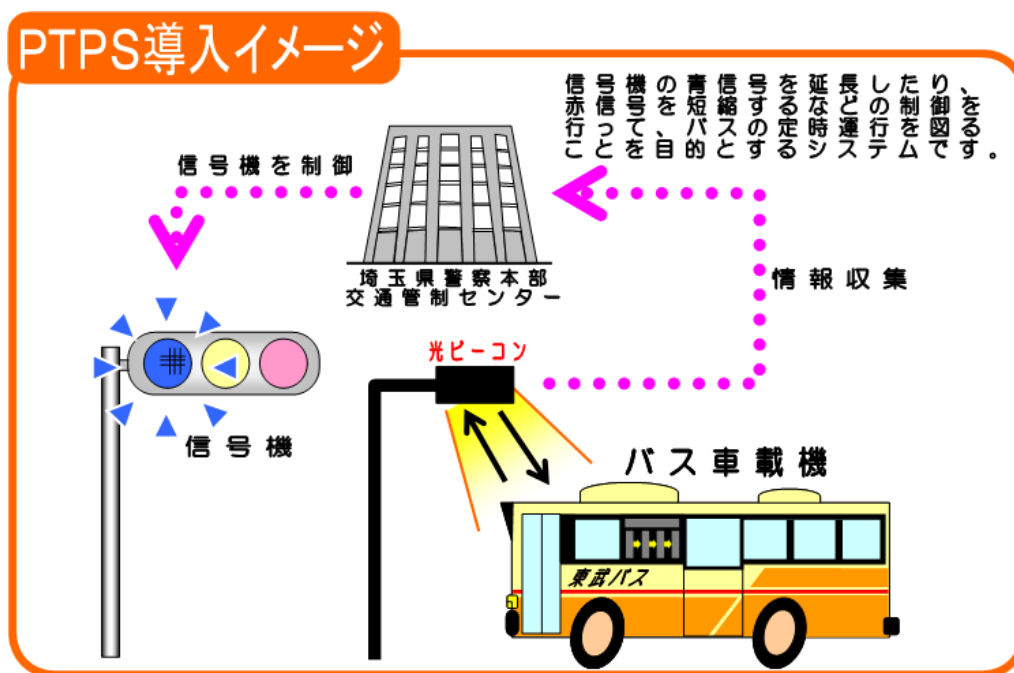 PTPS導入イメージ
信号機の青信号を延長したり、
赤信号を短縮するなどの制御を
行って、バスの定時運行を図る
ことを目的とするシステムです。
信号機を制御
埼玉県警察本部
交通管制センター
情報収集
光ビーコン
信号機
バス車載機
東武バス